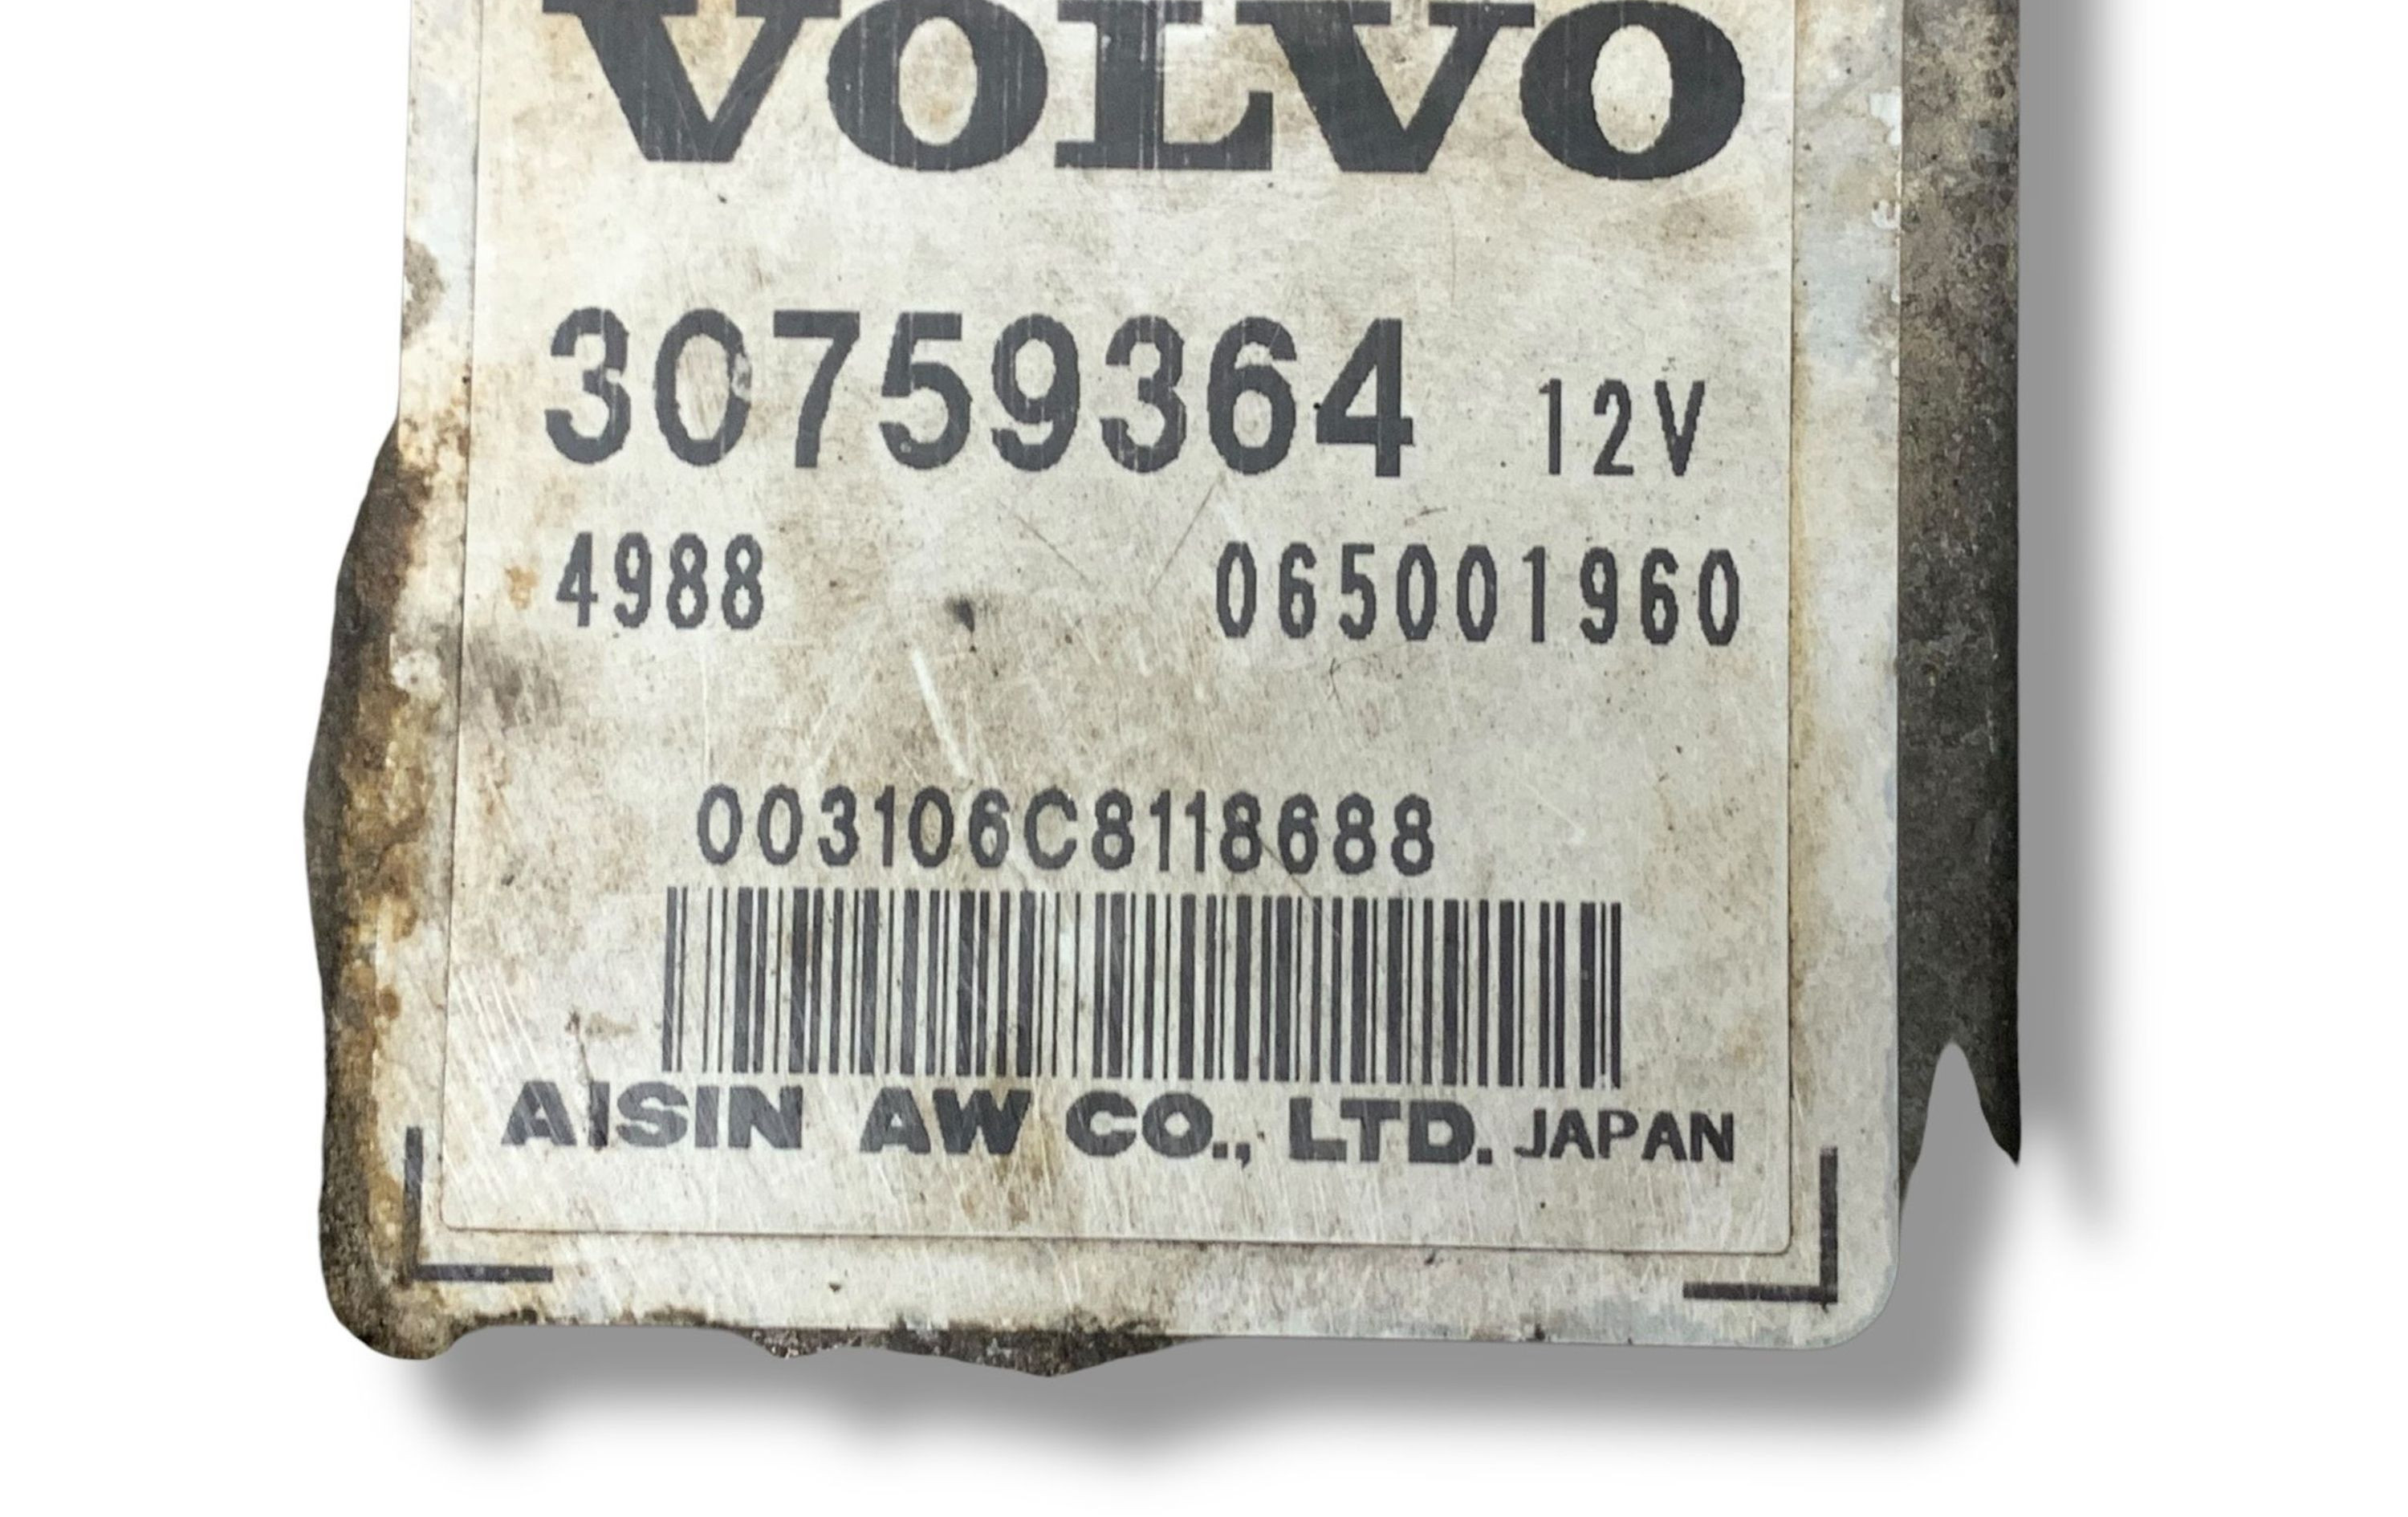 VOLVO
30759364 12V
4988 065001960
003106C8118688
AISIN AW CO., LTD. JAPAN